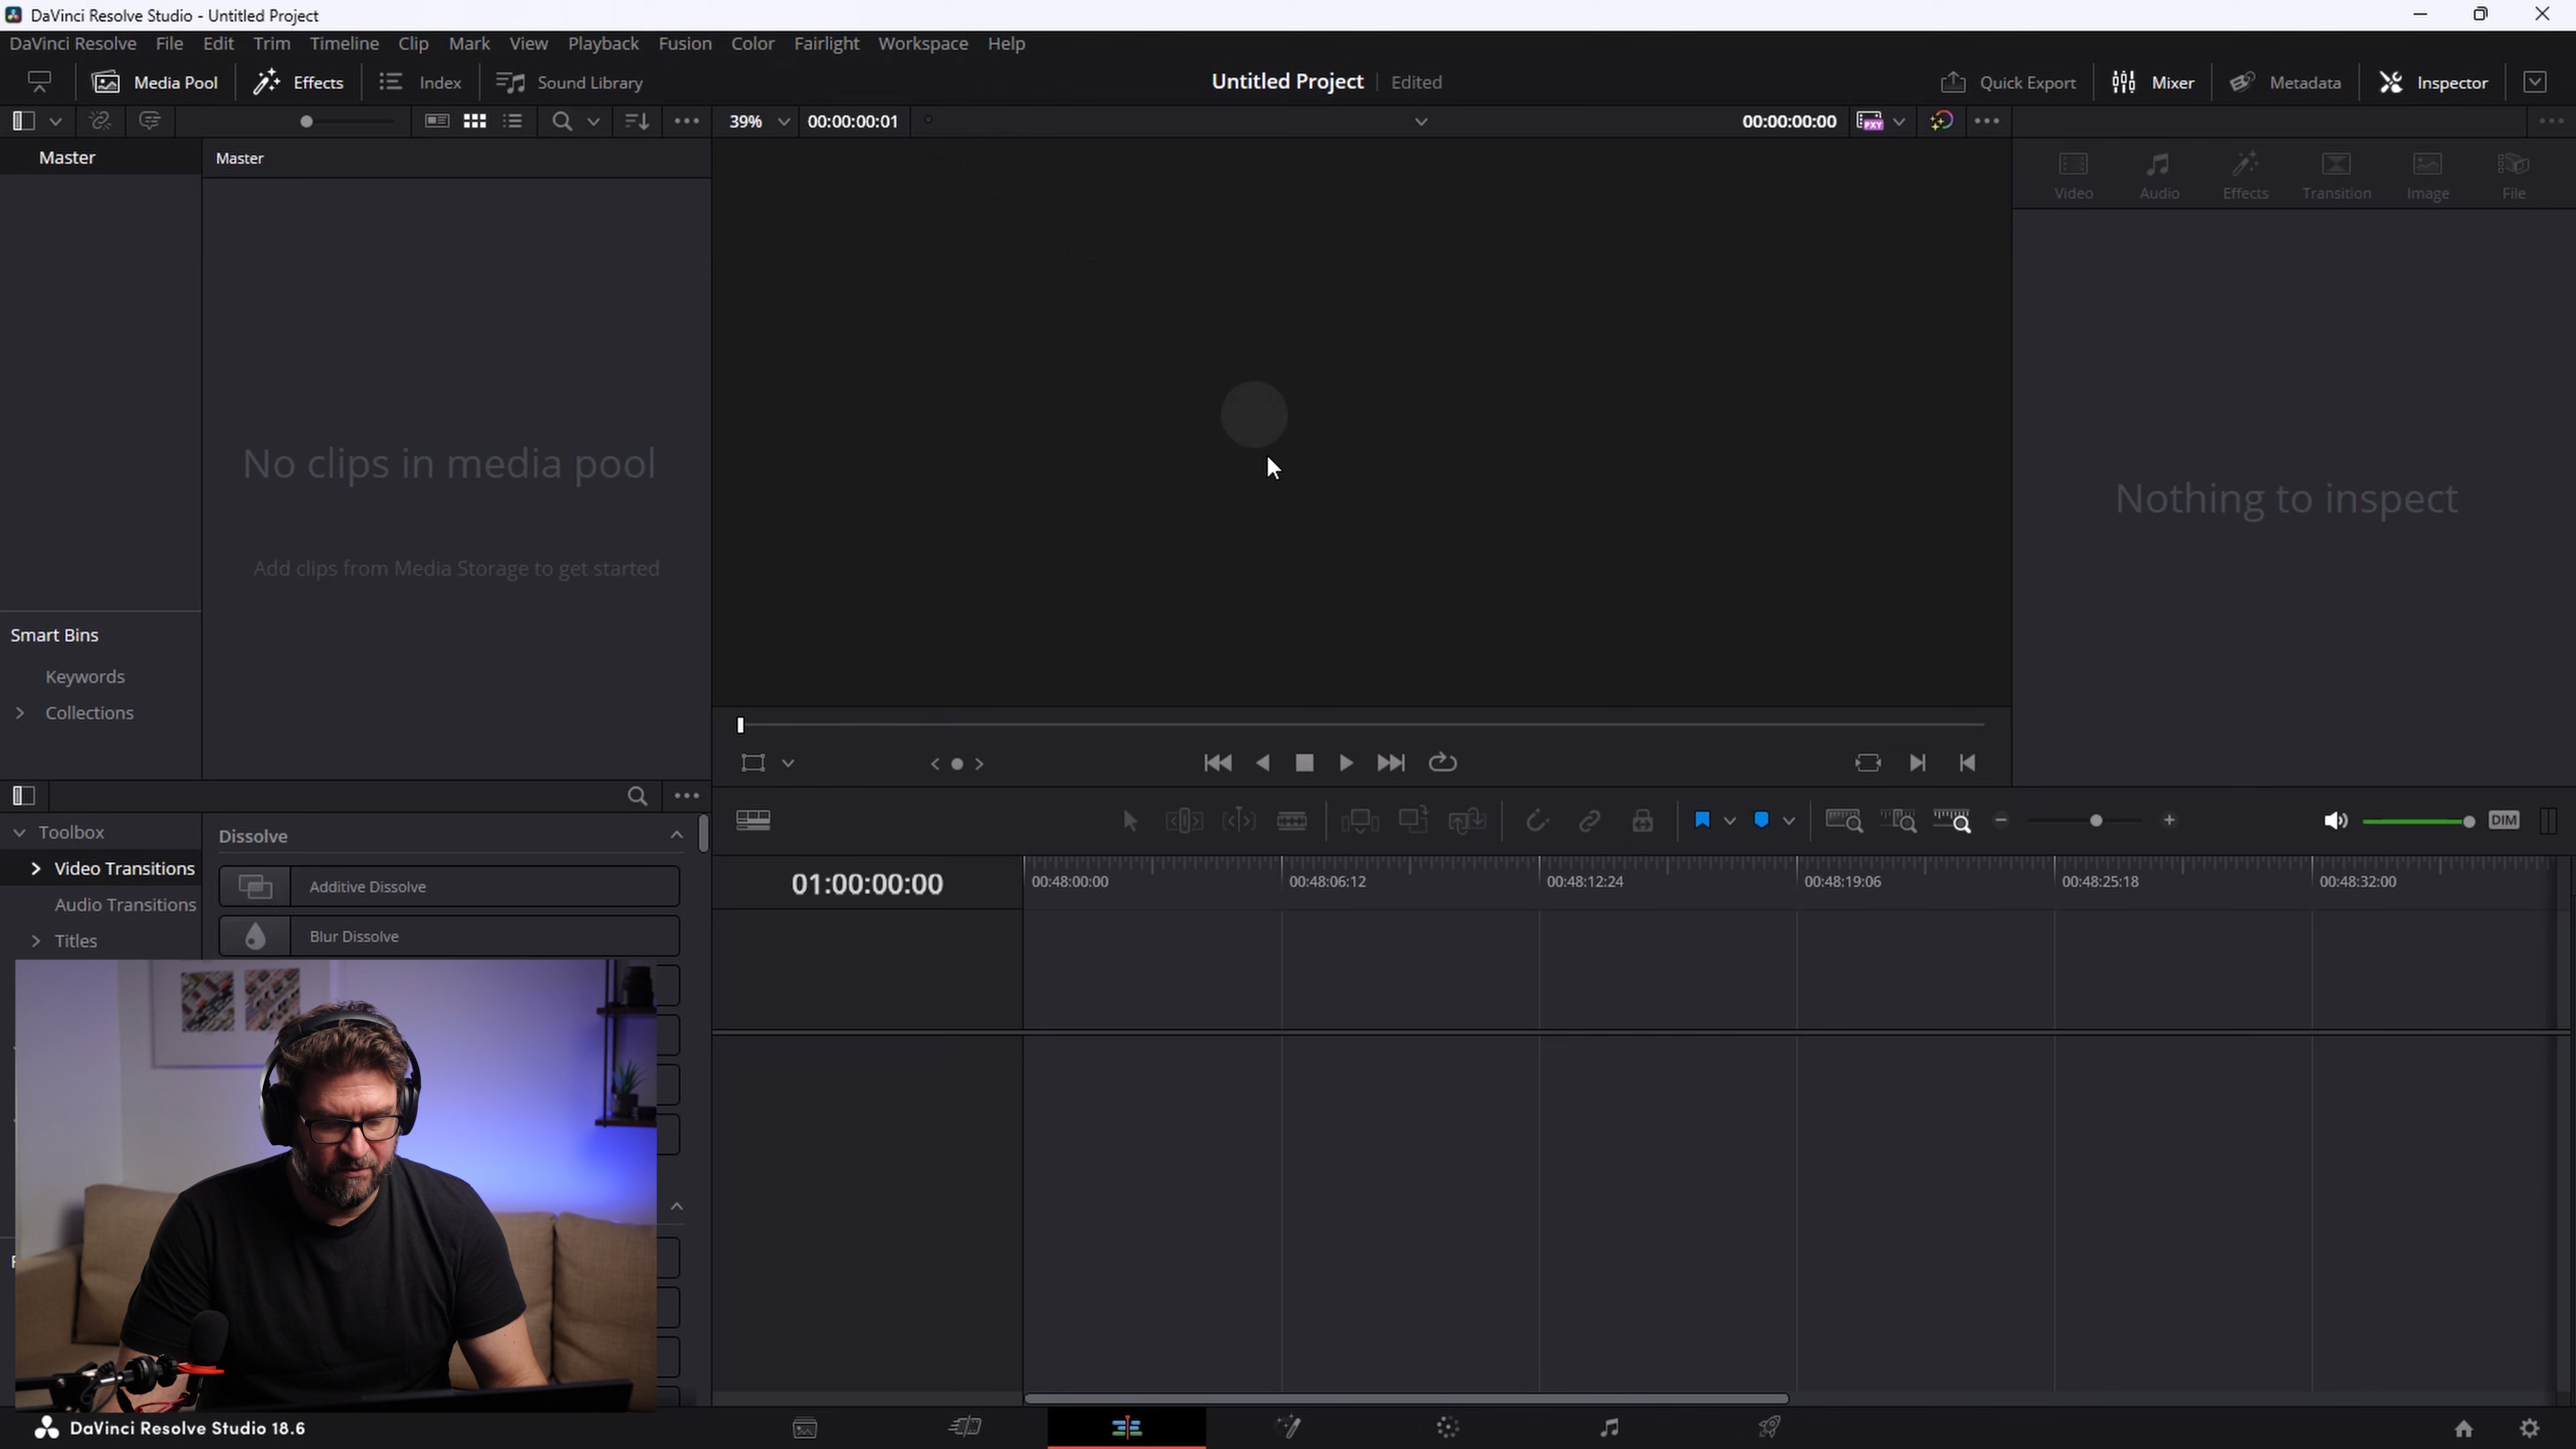 DaVinci Resolve Studio - Untitled Project
DaVinci Resolve File Edit Trim Timeline Clip Mark View Playback Fusion Color Fairlight Workspace Help
Media Pool Effects Index Sound Library Untitled Project Edited Quick Export Mixer Metadata Inspector
39% 00:00:00:01 00:00:00:00 PXY
Master Master
Video Audio Effects Transition Image File
No clips in media pool
Add clips from Media Storage to get started
Nothing to inspect
Smart Bins
Keywords
Collections
DIM
Toolbox
Video Transitions
Audio Transitions
Titles
Dissolve
Additive Dissolve
Blur Dissolve
01:00:00:00
00:48:00:00 00:48:06:12 00:48:12:24 00:48:19:06 00:48:25:18 00:48:32:00
DaVinci Resolve Studio 18.6